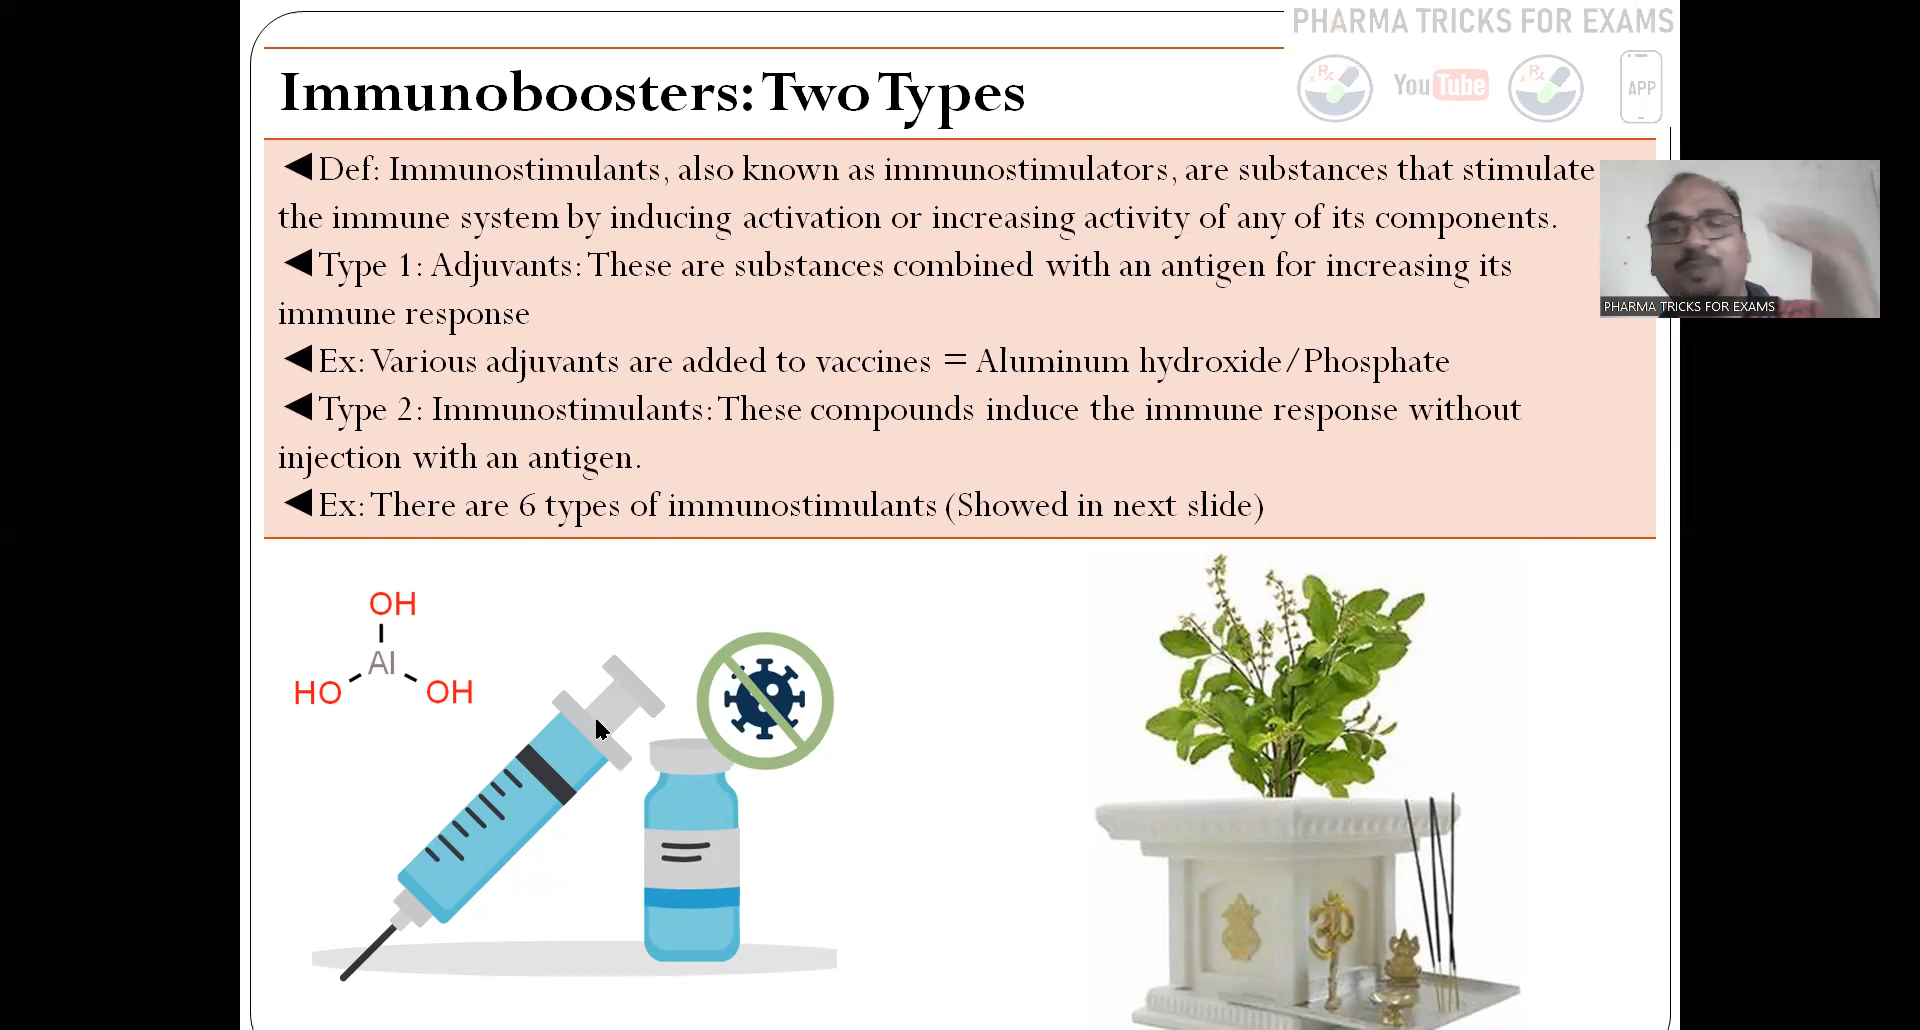 PHARMA TRICKS FOR EXAMS
Rx
YouTube
Rx
APP
Immunoboosters: Two Types
◀Def: Immunostimulants, also known as immunostimulators, are substances that stimulate
the immune system by inducing activation or increasing activity of any of its components.
◀Type 1: Adjuvants: These are substances combined with an antigen for increasing its
immune response
◀Ex: Various adjuvants are added to vaccines = Aluminum hydroxide/Phosphate
◀Type 2: Immunostimulants: These compounds induce the immune response without
injection with an antigen.
◀Ex: There are 6 types of immunostimulants (Showed in next slide)
PHARMA TRICKS FOR EXAMS
OH
Al
HO OH
ॐ